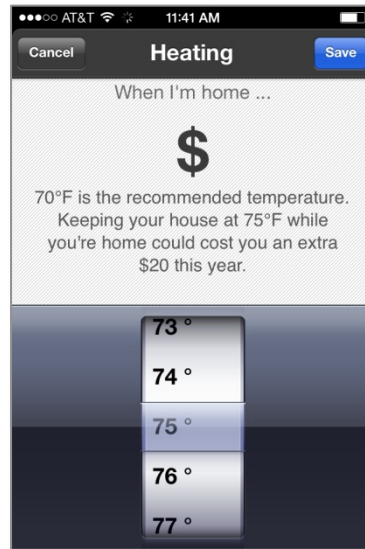 AT&T 11:41 AM
Cancel Heating Save
When I'm home ...
$
70°F is the recommended temperature.
Keeping your house at 75°F while
you're home could cost you an extra
$20 this year.
73 °
74 °
75 °
76 °
77 °